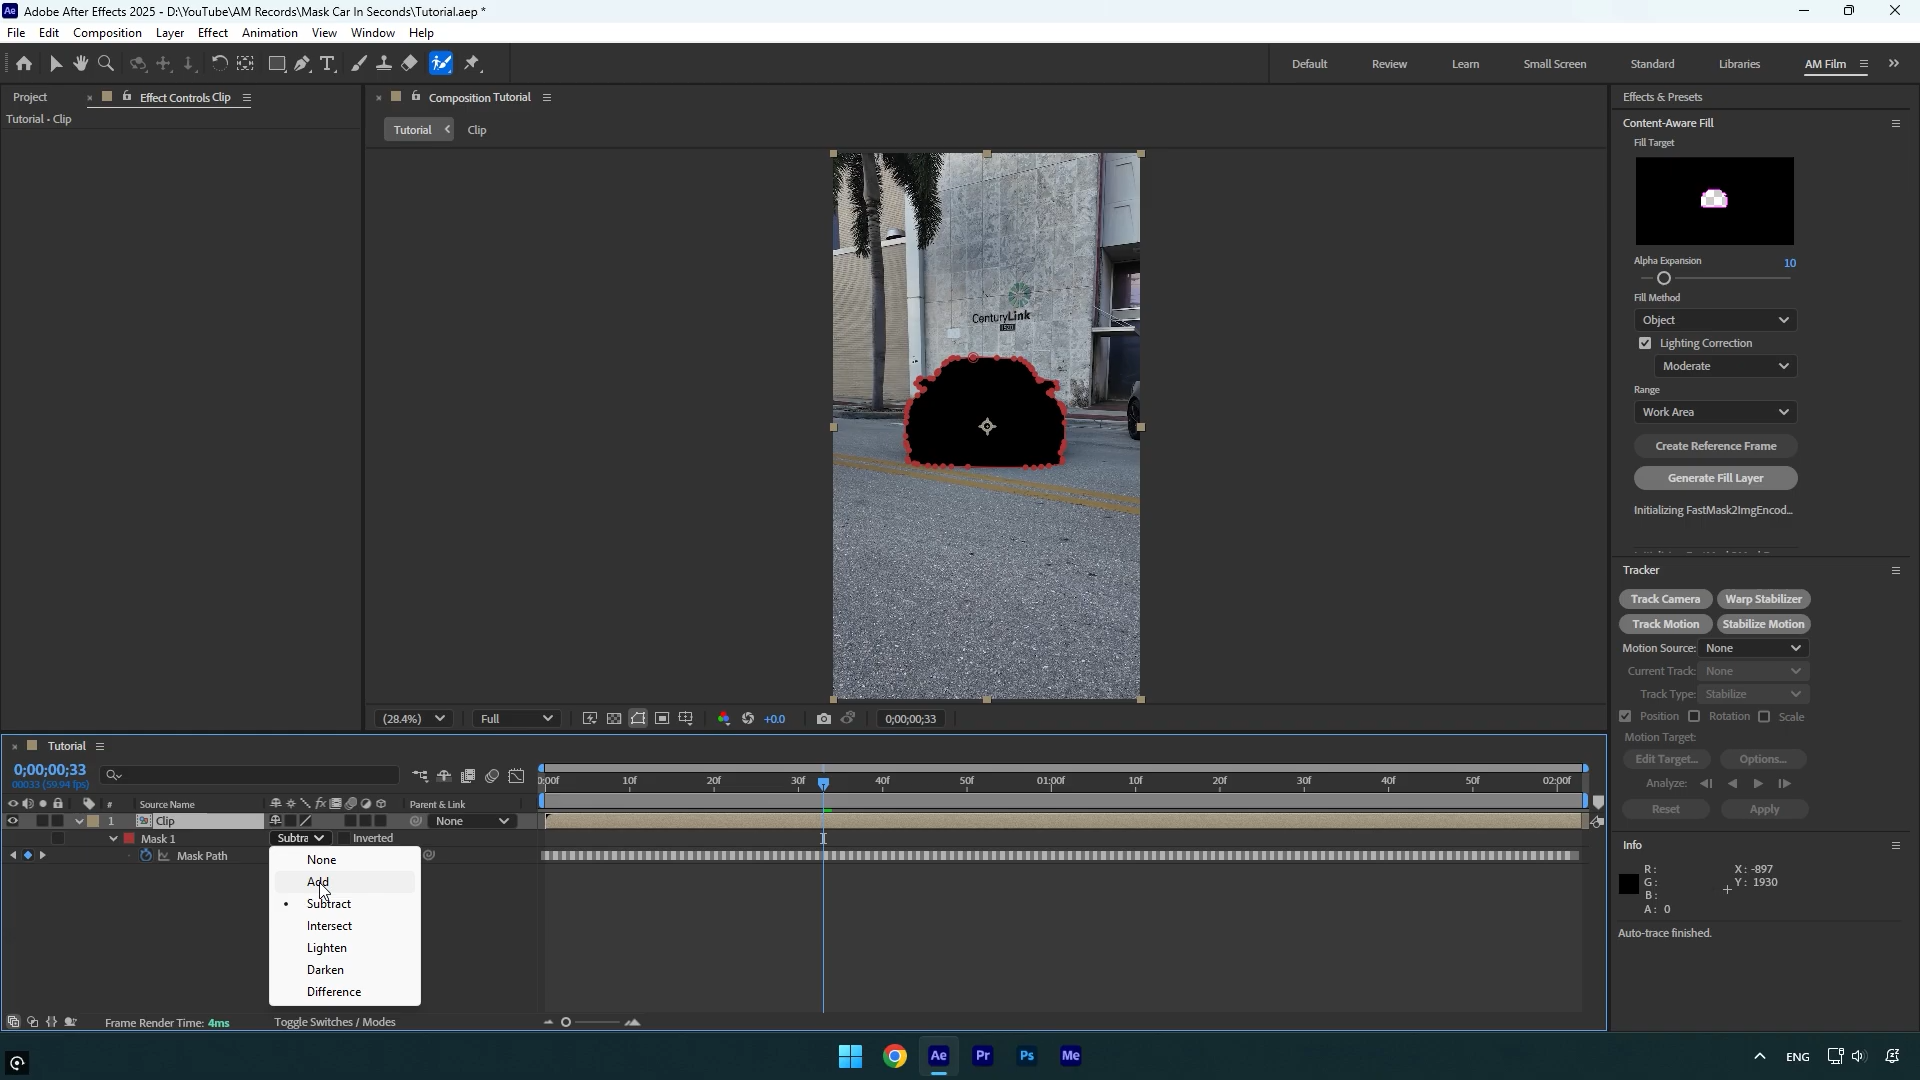 Adobe After Effects 2025 - D:\YouTube\AM Records\Mask Car In Seconds\Tutorial.aep *
File Edit Composition Layer Effect Animation View Window Help
Default Review Learn Small Screen Standard Libraries AM Film
Project Effect Controls Clip
Tutorial • Clip
Composition Tutorial
Tutorial Clip
CenturyLink
(28.4%) Full +0.0 0;00;00;33
Effects & Presets
Content-Aware Fill
Fill Target
Alpha Expansion 10
Fill Method
Object
Lighting Correction
Moderate
Range
Work Area
Create Reference Frame
Generate Fill Layer
Initializing FastMask2ImgEncod...
Tracker
Track Camera Warp Stabilizer
Track Motion Stabilize Motion
Motion Source: None
Current Track: None
Track Type: Stabilize
Position Rotation Scale
Motion Target:
Edit Target... Options...
Analyze:
Reset Apply
Info
R: X: -897
G: Y: 1930
B:
A: 0
Auto-trace finished.
Tutorial
0;00;00;33
00033 (59.94 fps)
0:00f 10f 20f 30f 40f 50f 01:00f 10f 20f 30f 40f 50f 02:00f
# Source Name fx Parent & Link
1 Clip None
Mask 1 Subtra Inverted
Mask Path
None
Add
Subtract
Intersect
Lighten
Darken
Difference
Frame Render Time: 4ms Toggle Switches / Modes
Ae Pr Ps Me ENG